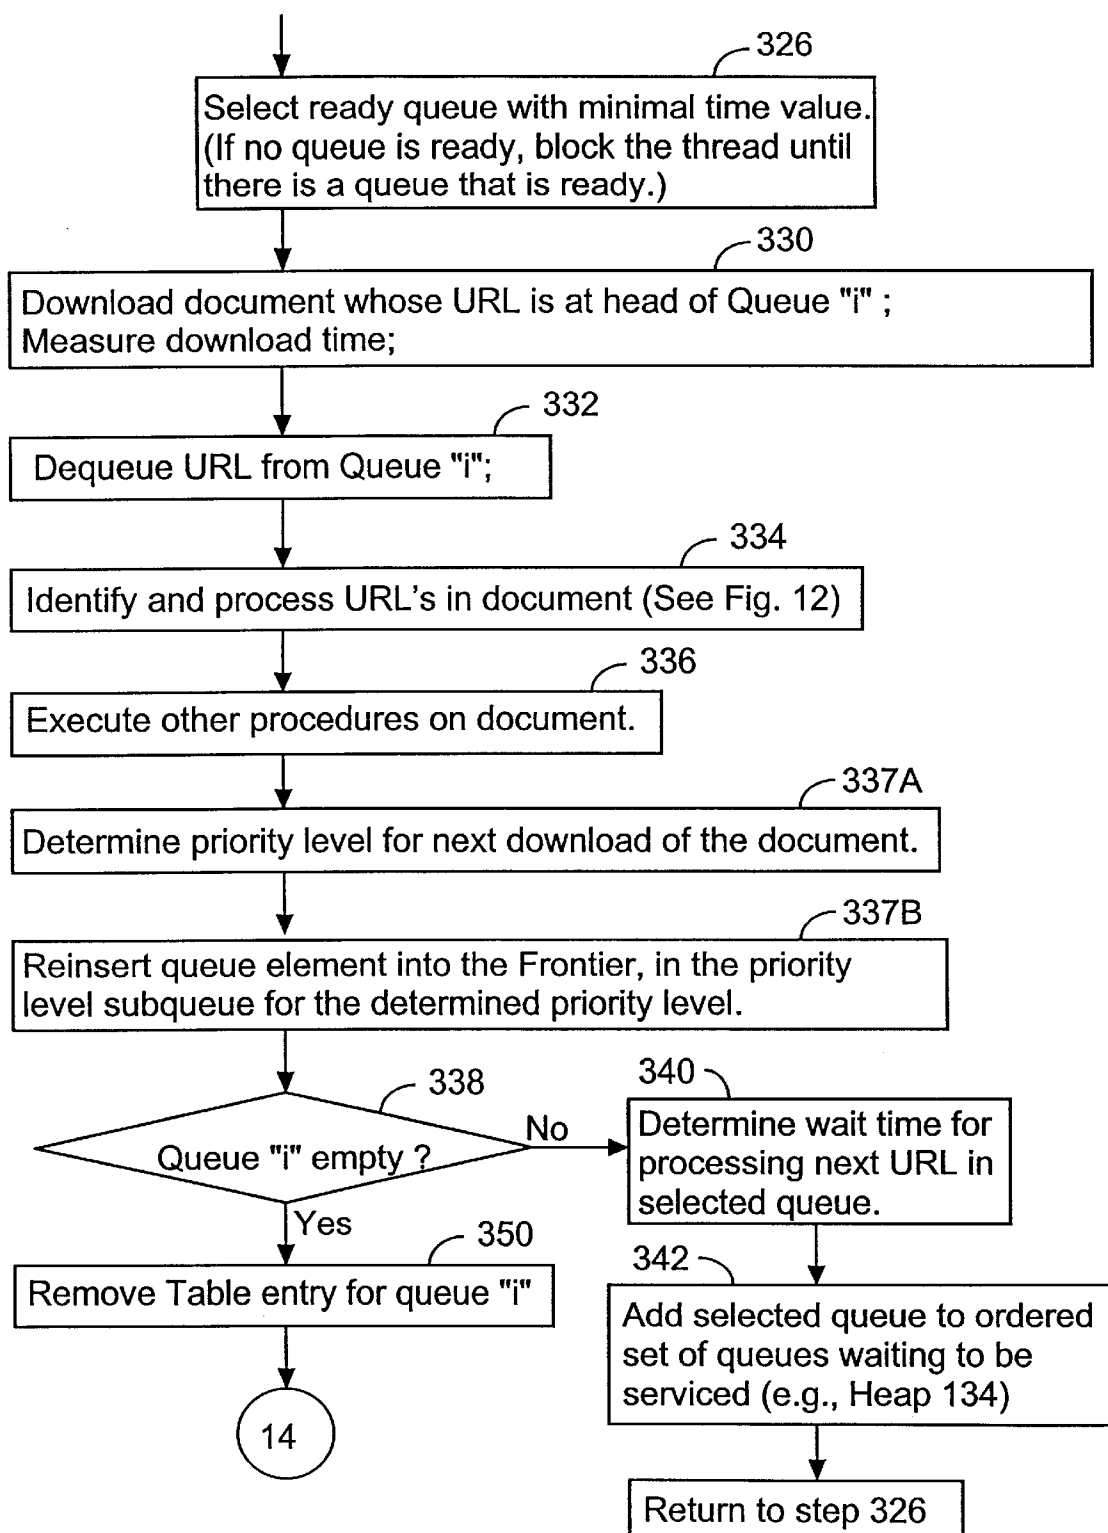 326
Select ready queue with minimal time value.
(If no queue is ready, block the thread until
there is a queue that is ready.)
330
Download document whose URL is at head of Queue "i" ;
Measure download time;
332
Dequeue URL from Queue "i";
334
Identify and process URL's in document (See Fig. 12)
336
Execute other procedures on document.
337A
Determine priority level for next download of the document.
337B
Reinsert queue element into the Frontier, in the priority
level subqueue for the determined priority level.
338
Queue "i" empty ?
No
340
Determine wait time for
processing next URL in
selected queue.
Yes
350
Remove Table entry for queue "i"
14
342
Add selected queue to ordered
set of queues waiting to be
serviced (e.g., Heap 134)
Return to step 326